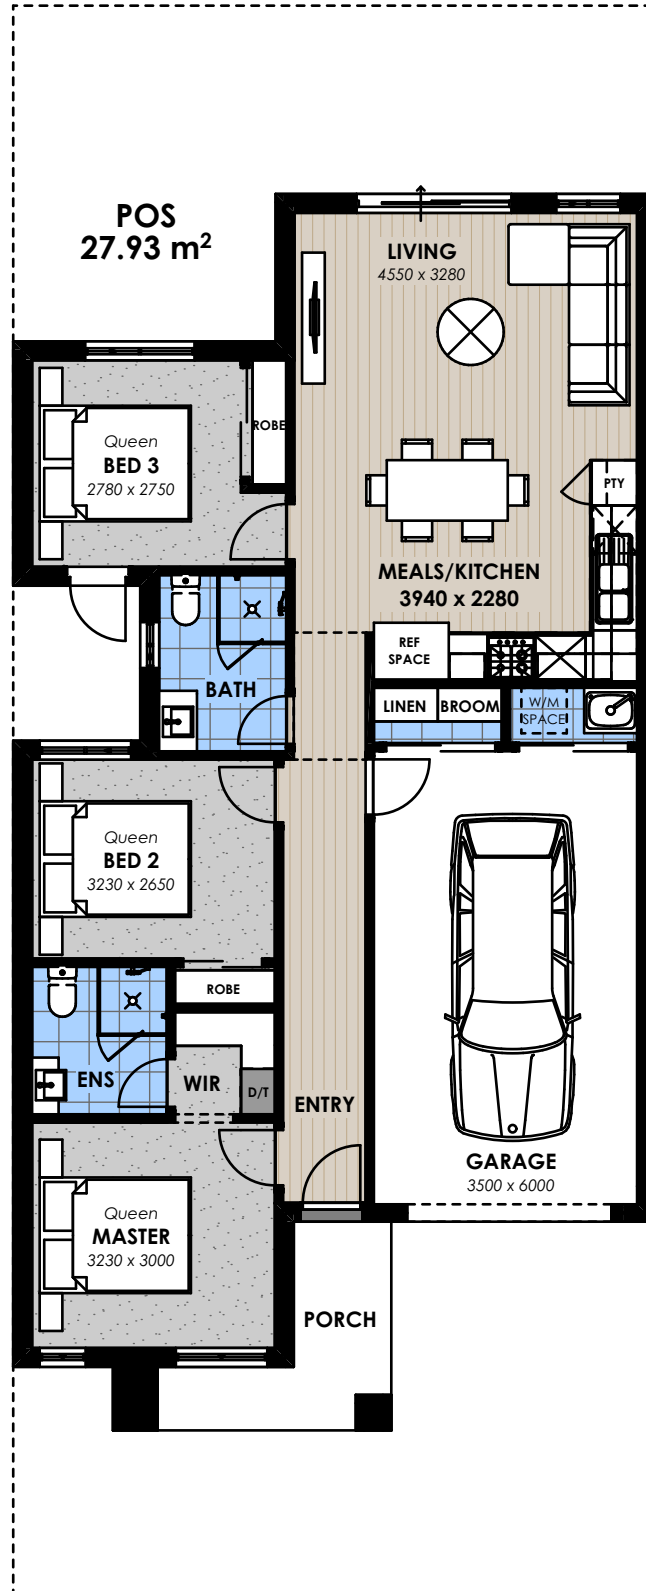 POS
27.93 m²
LIVING
4550 x 3280
ROBE
Queen
BED 3
2780 x 2750
PTY
MEALS/KITCHEN
3940 x 2280
REF
SPACE
BATH
LINEN
BROOM
W/M
SPACE
Queen
BED 2
3230 x 2650
ROBE
ENS
WIR
D/T
ENTRY
GARAGE
3500 x 6000
Queen
MASTER
3230 x 3000
PORCH